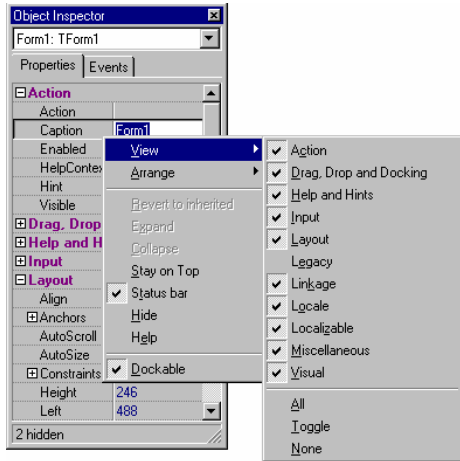 Object Inspector
Form1: TForm1
Properties
Events
Action
Action
Caption Form1
Enabled
HelpContex
Hint
Visible
Drag, Drop
Help and H
Input
Layout
Align
Anchors
AutoScroll
AutoSize
Constraints
Height 246
Left 488
2 hidden
View
Arrange
Revert to inherited
Expand
Collapse
Stay on Top
Status bar
Hide
Help
Dockable
Action
Drag, Drop and Docking
Help and Hints
Input
Layout
Legacy
Linkage
Locale
Localizable
Miscellaneous
Visual
All
Toggle
None